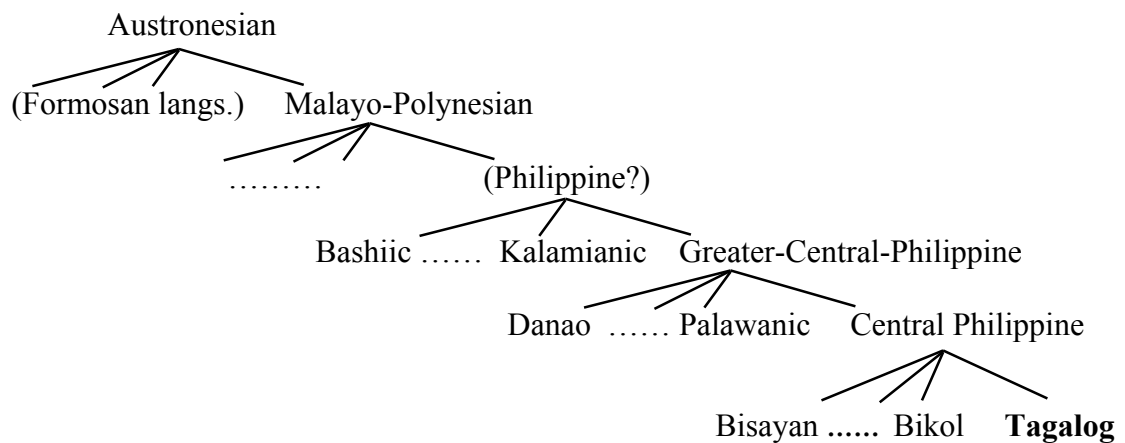 Austronesian
(Formosan langs.) Malayo-Polynesian
……… (Philippine?)
Bashiic …… Kalamianic Greater-Central-Philippine
Danao …… Palawanic Central Philippine
Bisayan …… Bikol Tagalog